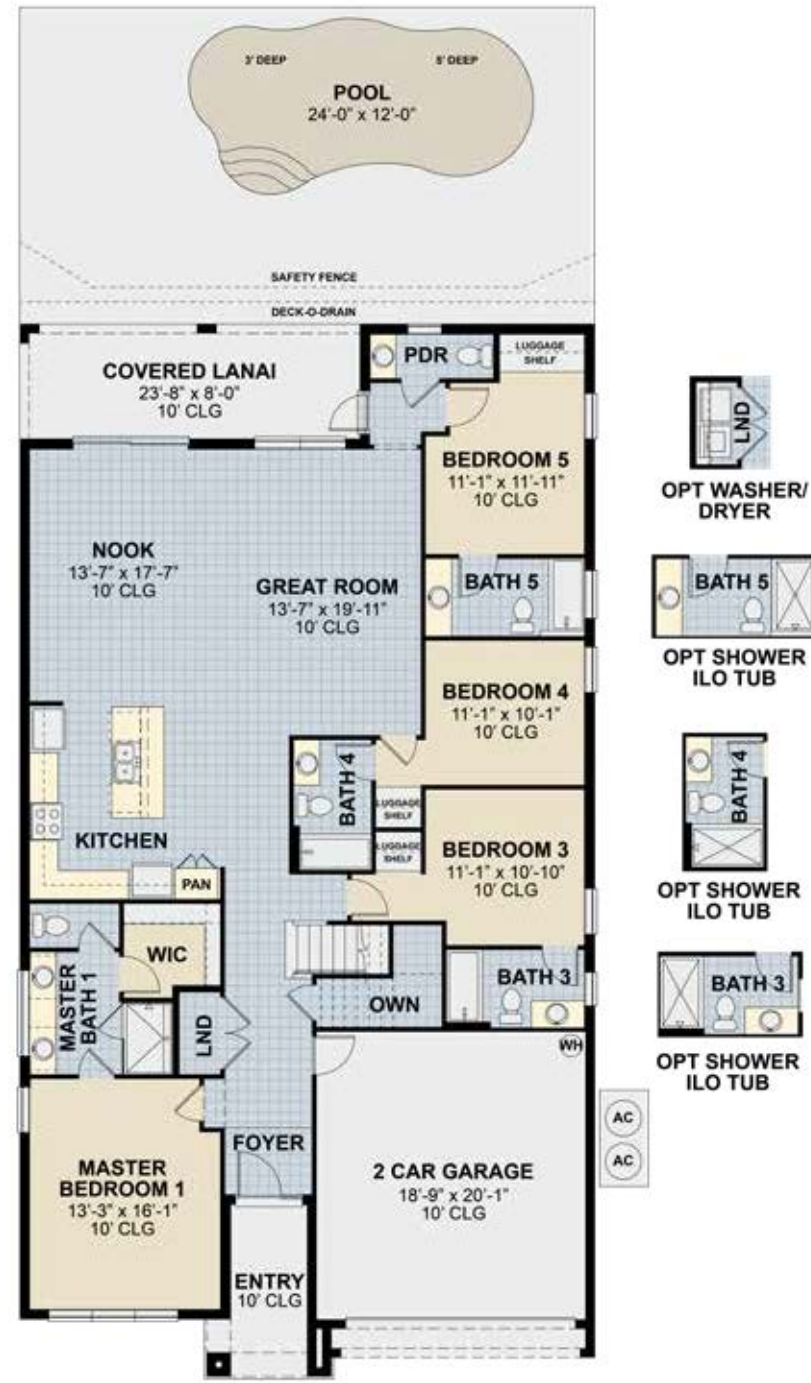 3' DEEP
5' DEEP
POOL
24'-0" x 12'-0"
SAFETY FENCE
DECK-O-DRAIN
COVERED LANAI
23'-8" x 8'-0"
10' CLG
PDR
LUGGAGE
SHELF
BEDROOM 5
11'-1" x 11'-11"
10' CLG
NOOK
13'-7" x 17'-7"
10' CLG
GREAT ROOM
13'-7" x 19'-11"
10' CLG
BATH 5
BEDROOM 4
11'-1" x 10'-1"
10' CLG
BATH 4
LUGGAGE
SHELF
LUGGAGE
SHELF
KITCHEN
PAN
BEDROOM 3
11'-1" x 10'-10"
10' CLG
WIC
MASTER
BATH 1
LND
OWN
BATH 3
WH
FOYER
MASTER
BEDROOM 1
13'-3" x 16'-1"
10' CLG
2 CAR GARAGE
18'-9" x 20'-1"
10' CLG
ENTRY
10' CLG
AC
AC
LND
OPT WASHER/
DRYER
BATH 5
OPT SHOWER
ILO TUB
BATH 4
OPT SHOWER
ILO TUB
BATH 3
OPT SHOWER
ILO TUB